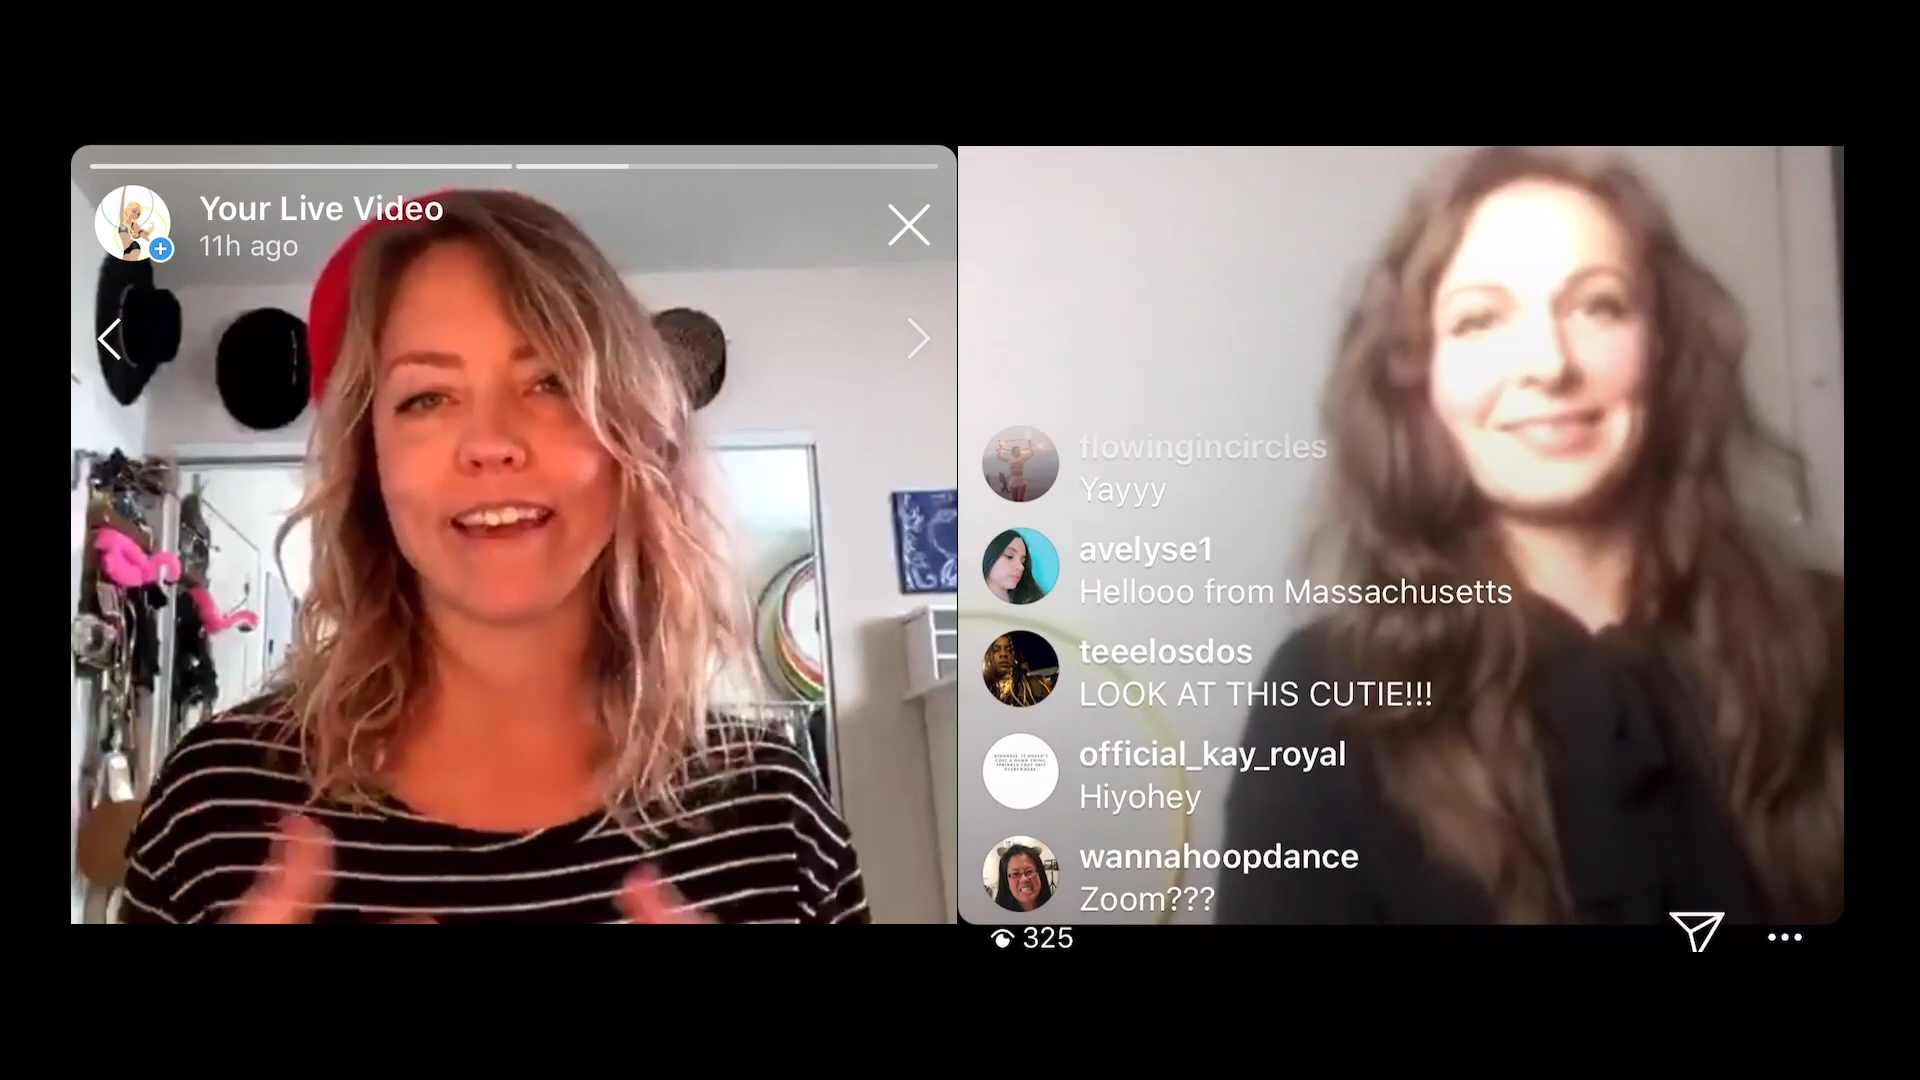 Your Live Video
11h ago
flowingincircles
Yayyy
avelyse1
Hellooo from Massachusetts
teeelosdos
LOOK AT THIS CUTIE!!!
official_kay_royal
Hiyohey
wannahoopdance
Zoom???
325